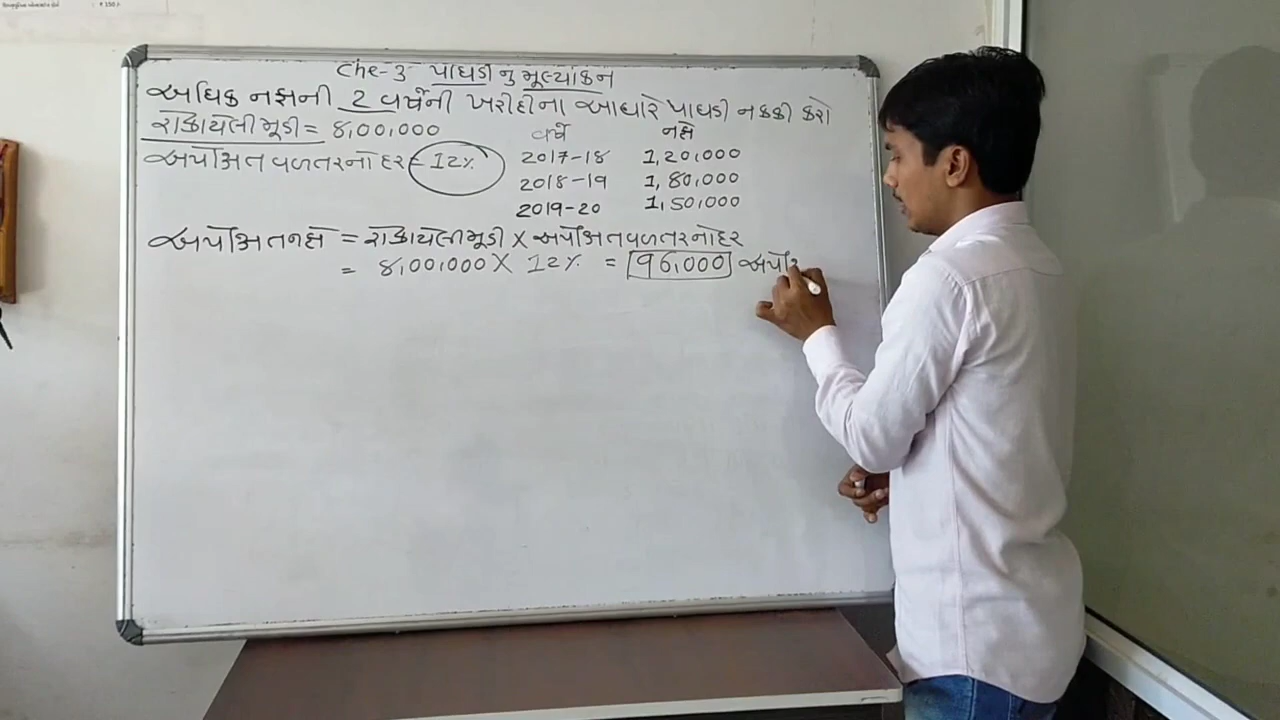 Che-3 પાઘડી નુ મૂલ્યાંકન
અધિક નફાની 2 વર્ષની ખરીદીના આધારે પાઘડી નક્કી કરો
રોકાયેલી મૂડી = 8,00,000
અપેક્ષિત વળતરનો દર = 12%
વર્ષ નફો
2017-18 1,20,000
2018-19 1,80,000
2019-20 1,50,000
અપેક્ષિત નફો = રોકાયેલી મૂડી X અપેક્ષિત વળતરનો દર
= 8,00,000 X 12% = 96,000